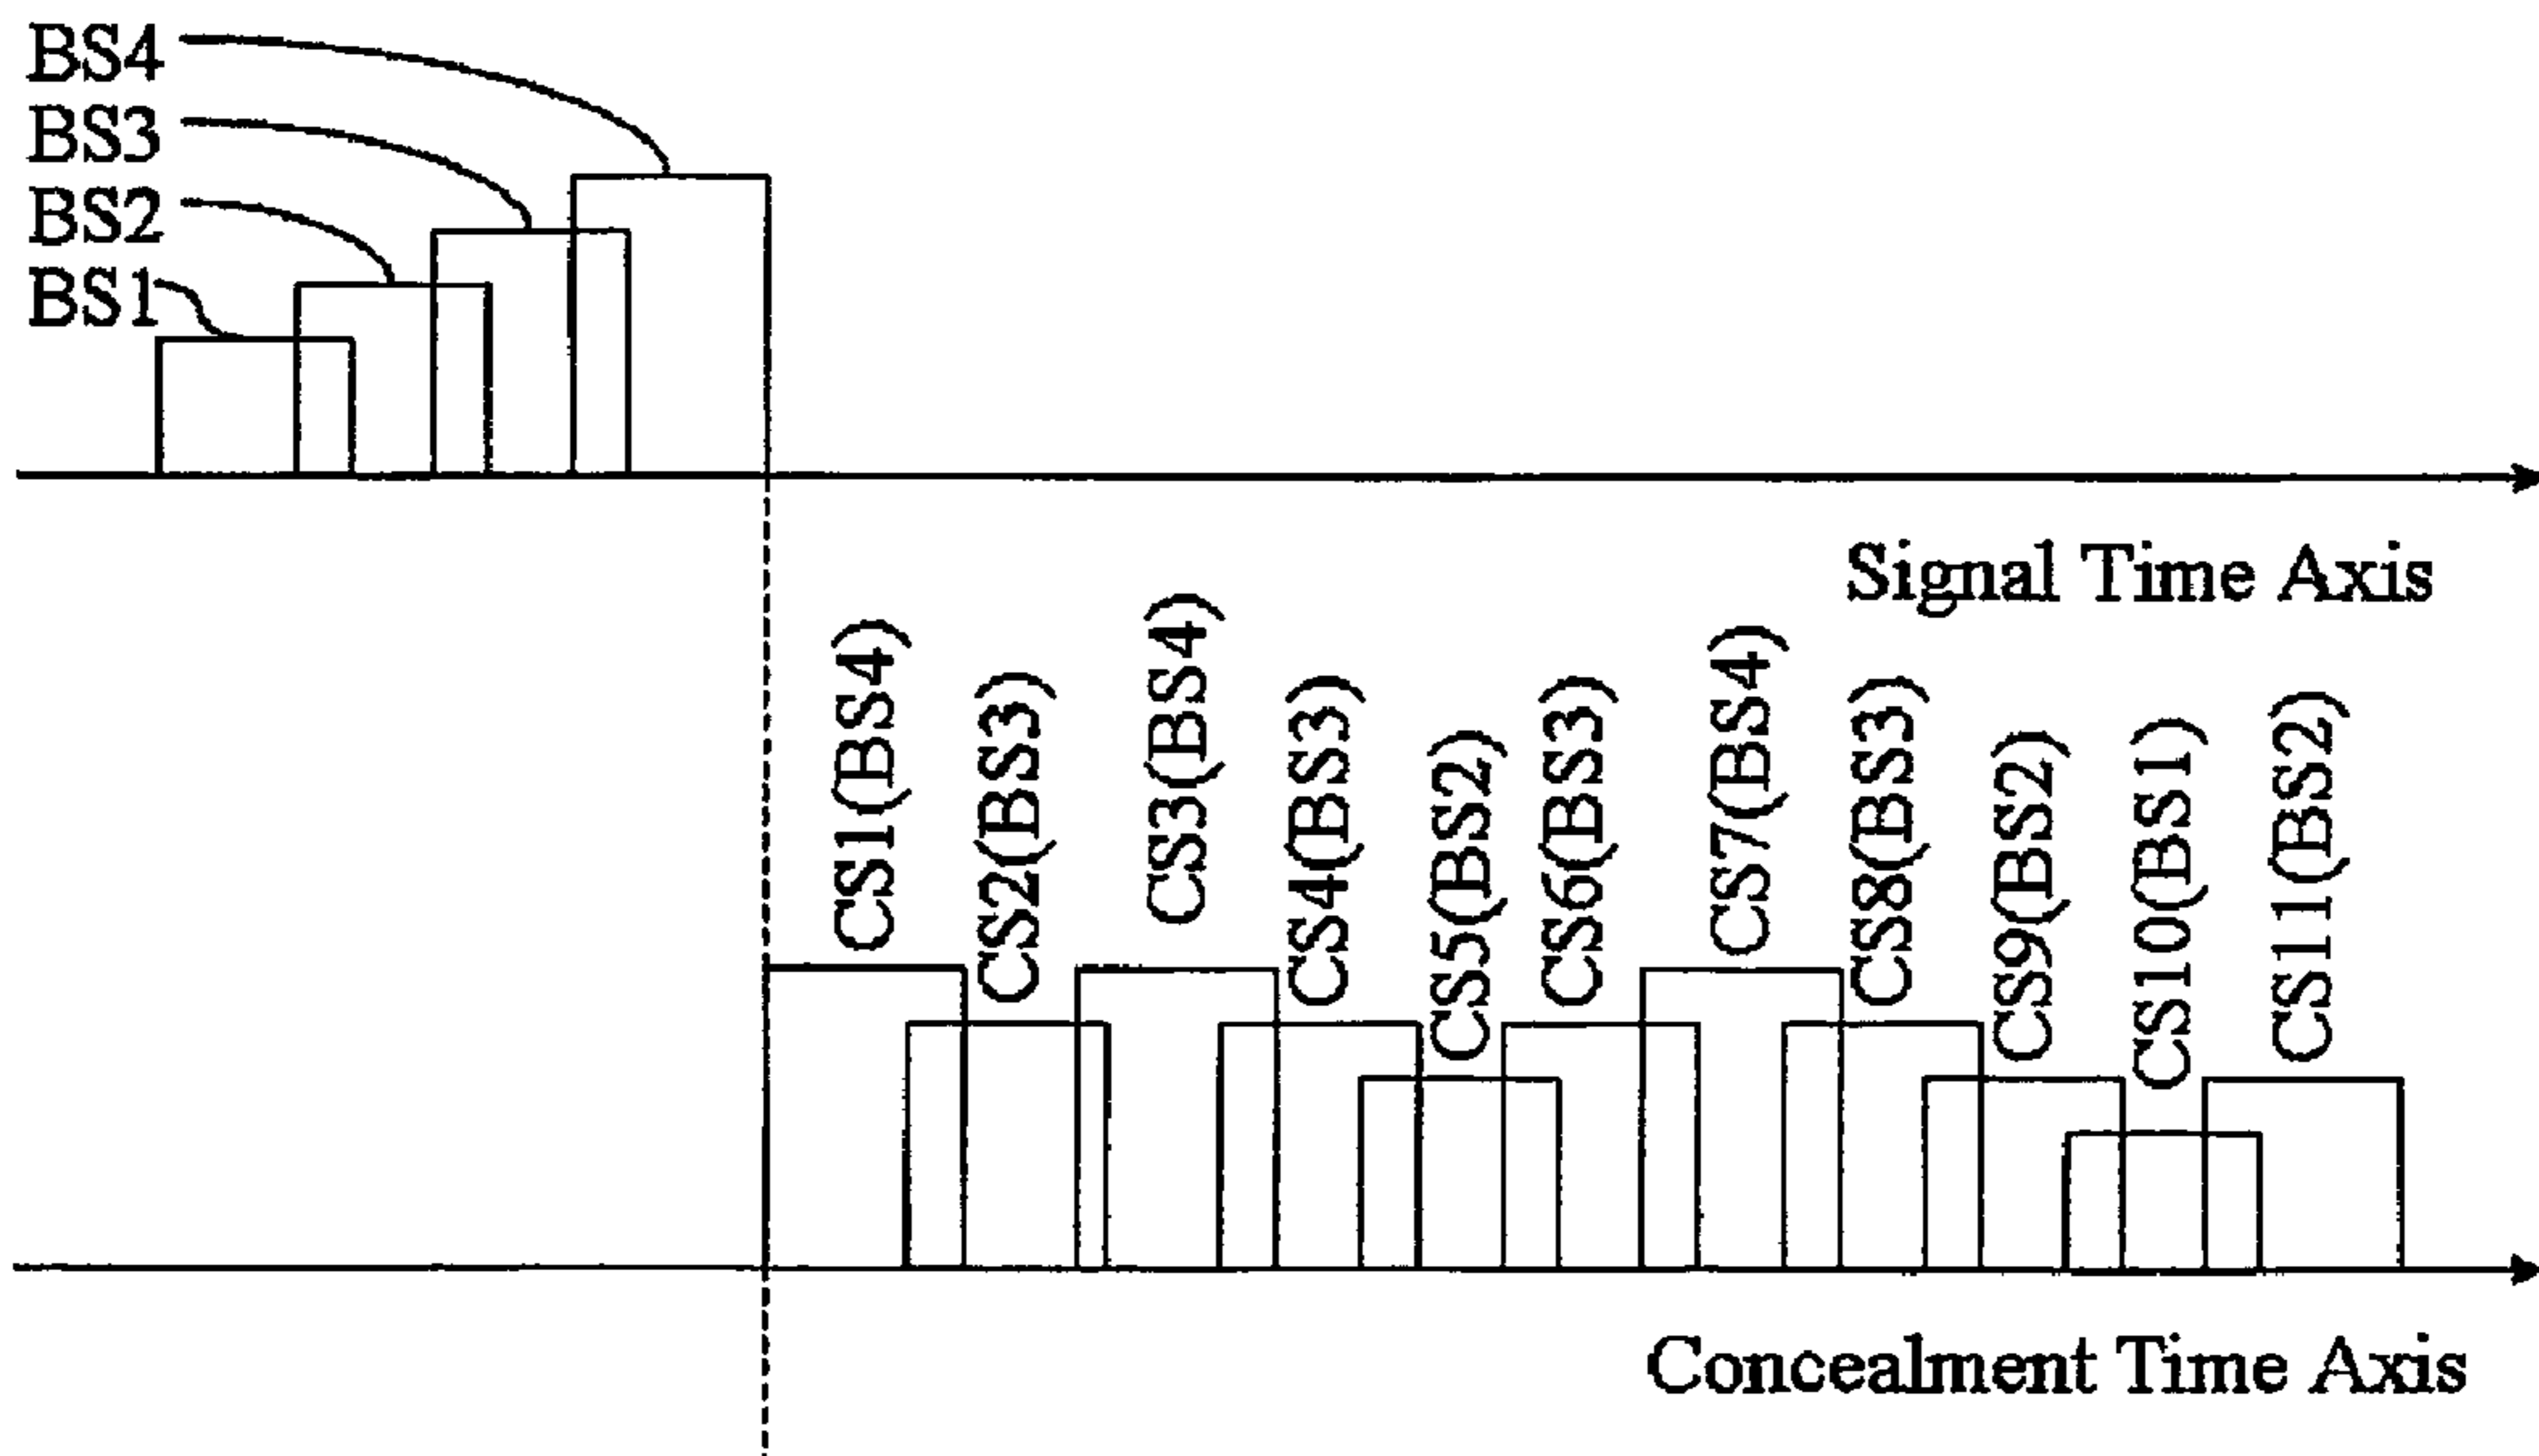 BS4
BS3
BS2
BS1
Signal Time Axis
CS1(BS4)
CS2(BS3)
CS3(BS4)
CS4(BS3)
CS5(BS2)
CS6(BS3)
CS7(BS4)
CS8(BS3)
CS9(BS2)
CS10(BS1)
CS11(BS2)
Concealment Time Axis